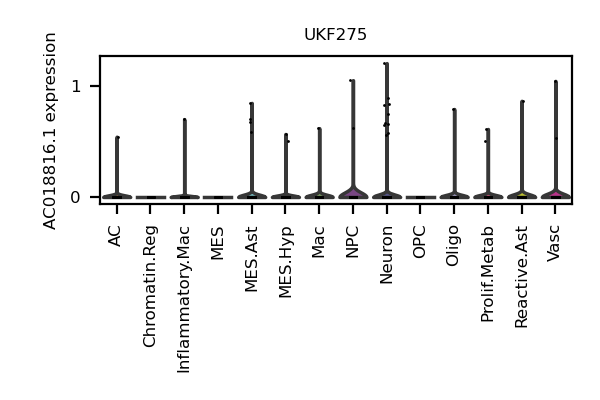 UKF275
AC018816.1 expression
1
0
AC
Chromatin.Reg
Inflammatory.Mac
MES
MES.Ast
MES.Hyp
Mac
NPC
Neuron
OPC
Oligo
Prolif.Metab
Reactive.Ast
Vasc